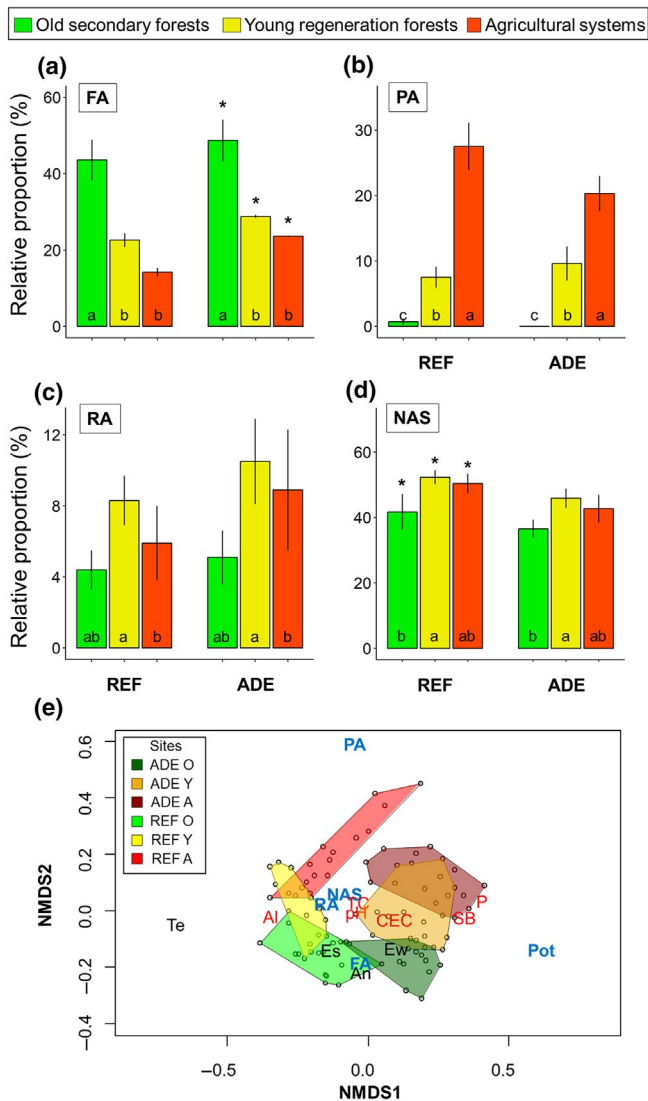 Old secondary forests Young regeneration forests Agricultural systems
(a)
FA
Relative proportion (%)
60
40
20
0
*
*
*
a b b a b b
(b)
PA
30
20
10
0
c b a c b a
REF ADE
(c)
RA
Relative proportion (%)
12
8
4
0
ab a b ab a b
REF ADE
(d)
NAS
60
40
60
40
0
* * *
b a ab b a ab
REF ADE
(e)
NMDS2
0.6
0.4
0.2
0.0
−0.2
−0.4
Sites
ADE O
ADE Y
ADE A
REF O
REF Y
REF A
PA
NAS
RA
TC
pH
Al
CEC
P
SB
Te
Es
Ew
FA
An
Pot
−0.5 0.0 0.5
NMDS1